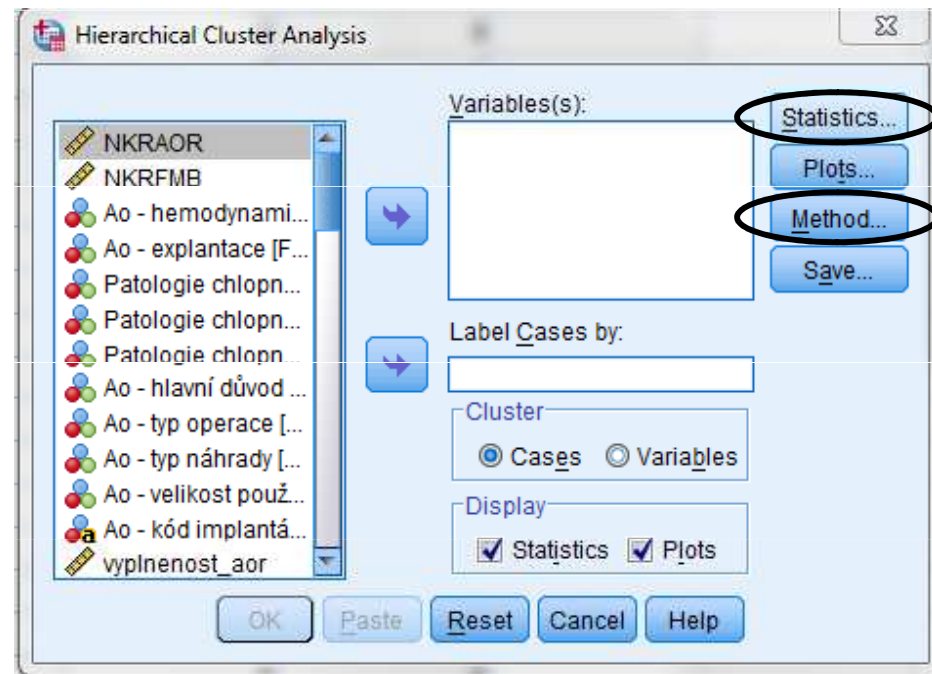 Hierarchical Cluster Analysis
Variables(s):
NKRAOR
NKRFMB
Ao - hemodynami...
Ao - explantace [F...
Patologie chlopn...
Patologie chlopn...
Patologie chlopn...
Ao - hlavní důvod ...
Ao - typ operace [...
Ao - typ náhrady [...
Ao - velikost použ...
Ao - kód implantá...
vyplnenost_aor
Statistics...
Plots...
Method...
Save...
Label Cases by:
Cluster
Cases Variables
Display
Statistics Plots
OK Paste Reset Cancel Help